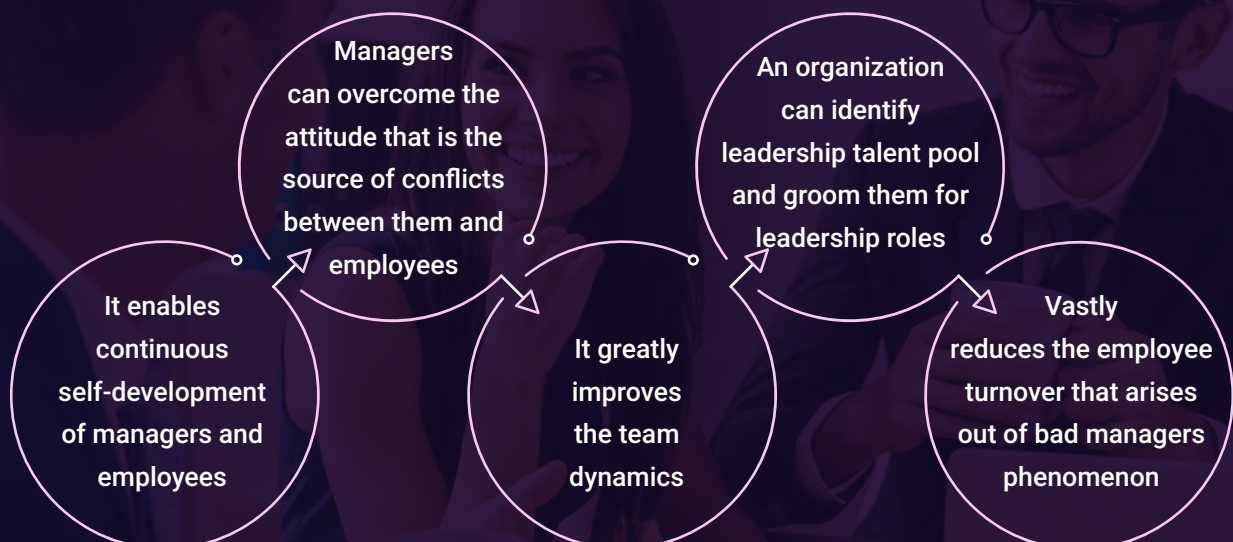 It enables
continuous
self-development
of managers and
employees
Managers
can overcome the
attitude that is the
source of conflicts
between them and
employees
It greatly
improves
the team
dynamics
An organization
can identify
leadership talent pool
and groom them for
leadership roles
Vastly
reduces the employee
turnover that arises
out of bad managers
phenomenon